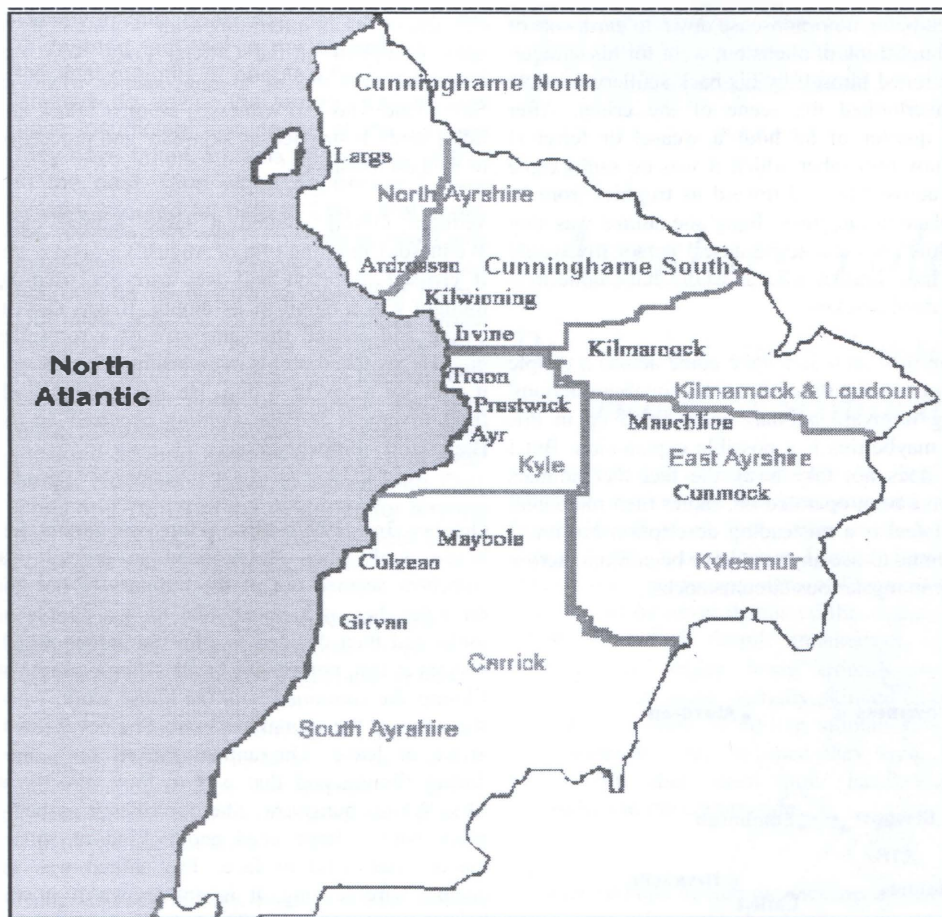 Cunninghame North
Largs
North Ayrshire
Ardrossan
Cunninghame South
Kilwinning
Irvine
Kilmarnock
North
Atlantic
Troon
Kilmarnock & Loudoun
Prestwick
Mauchline
Ayr
East Ayrshire
Kyle
Cumnock
Maybole
Culzean
Kylesmuir
Girvan
Carrick
South Ayrshire